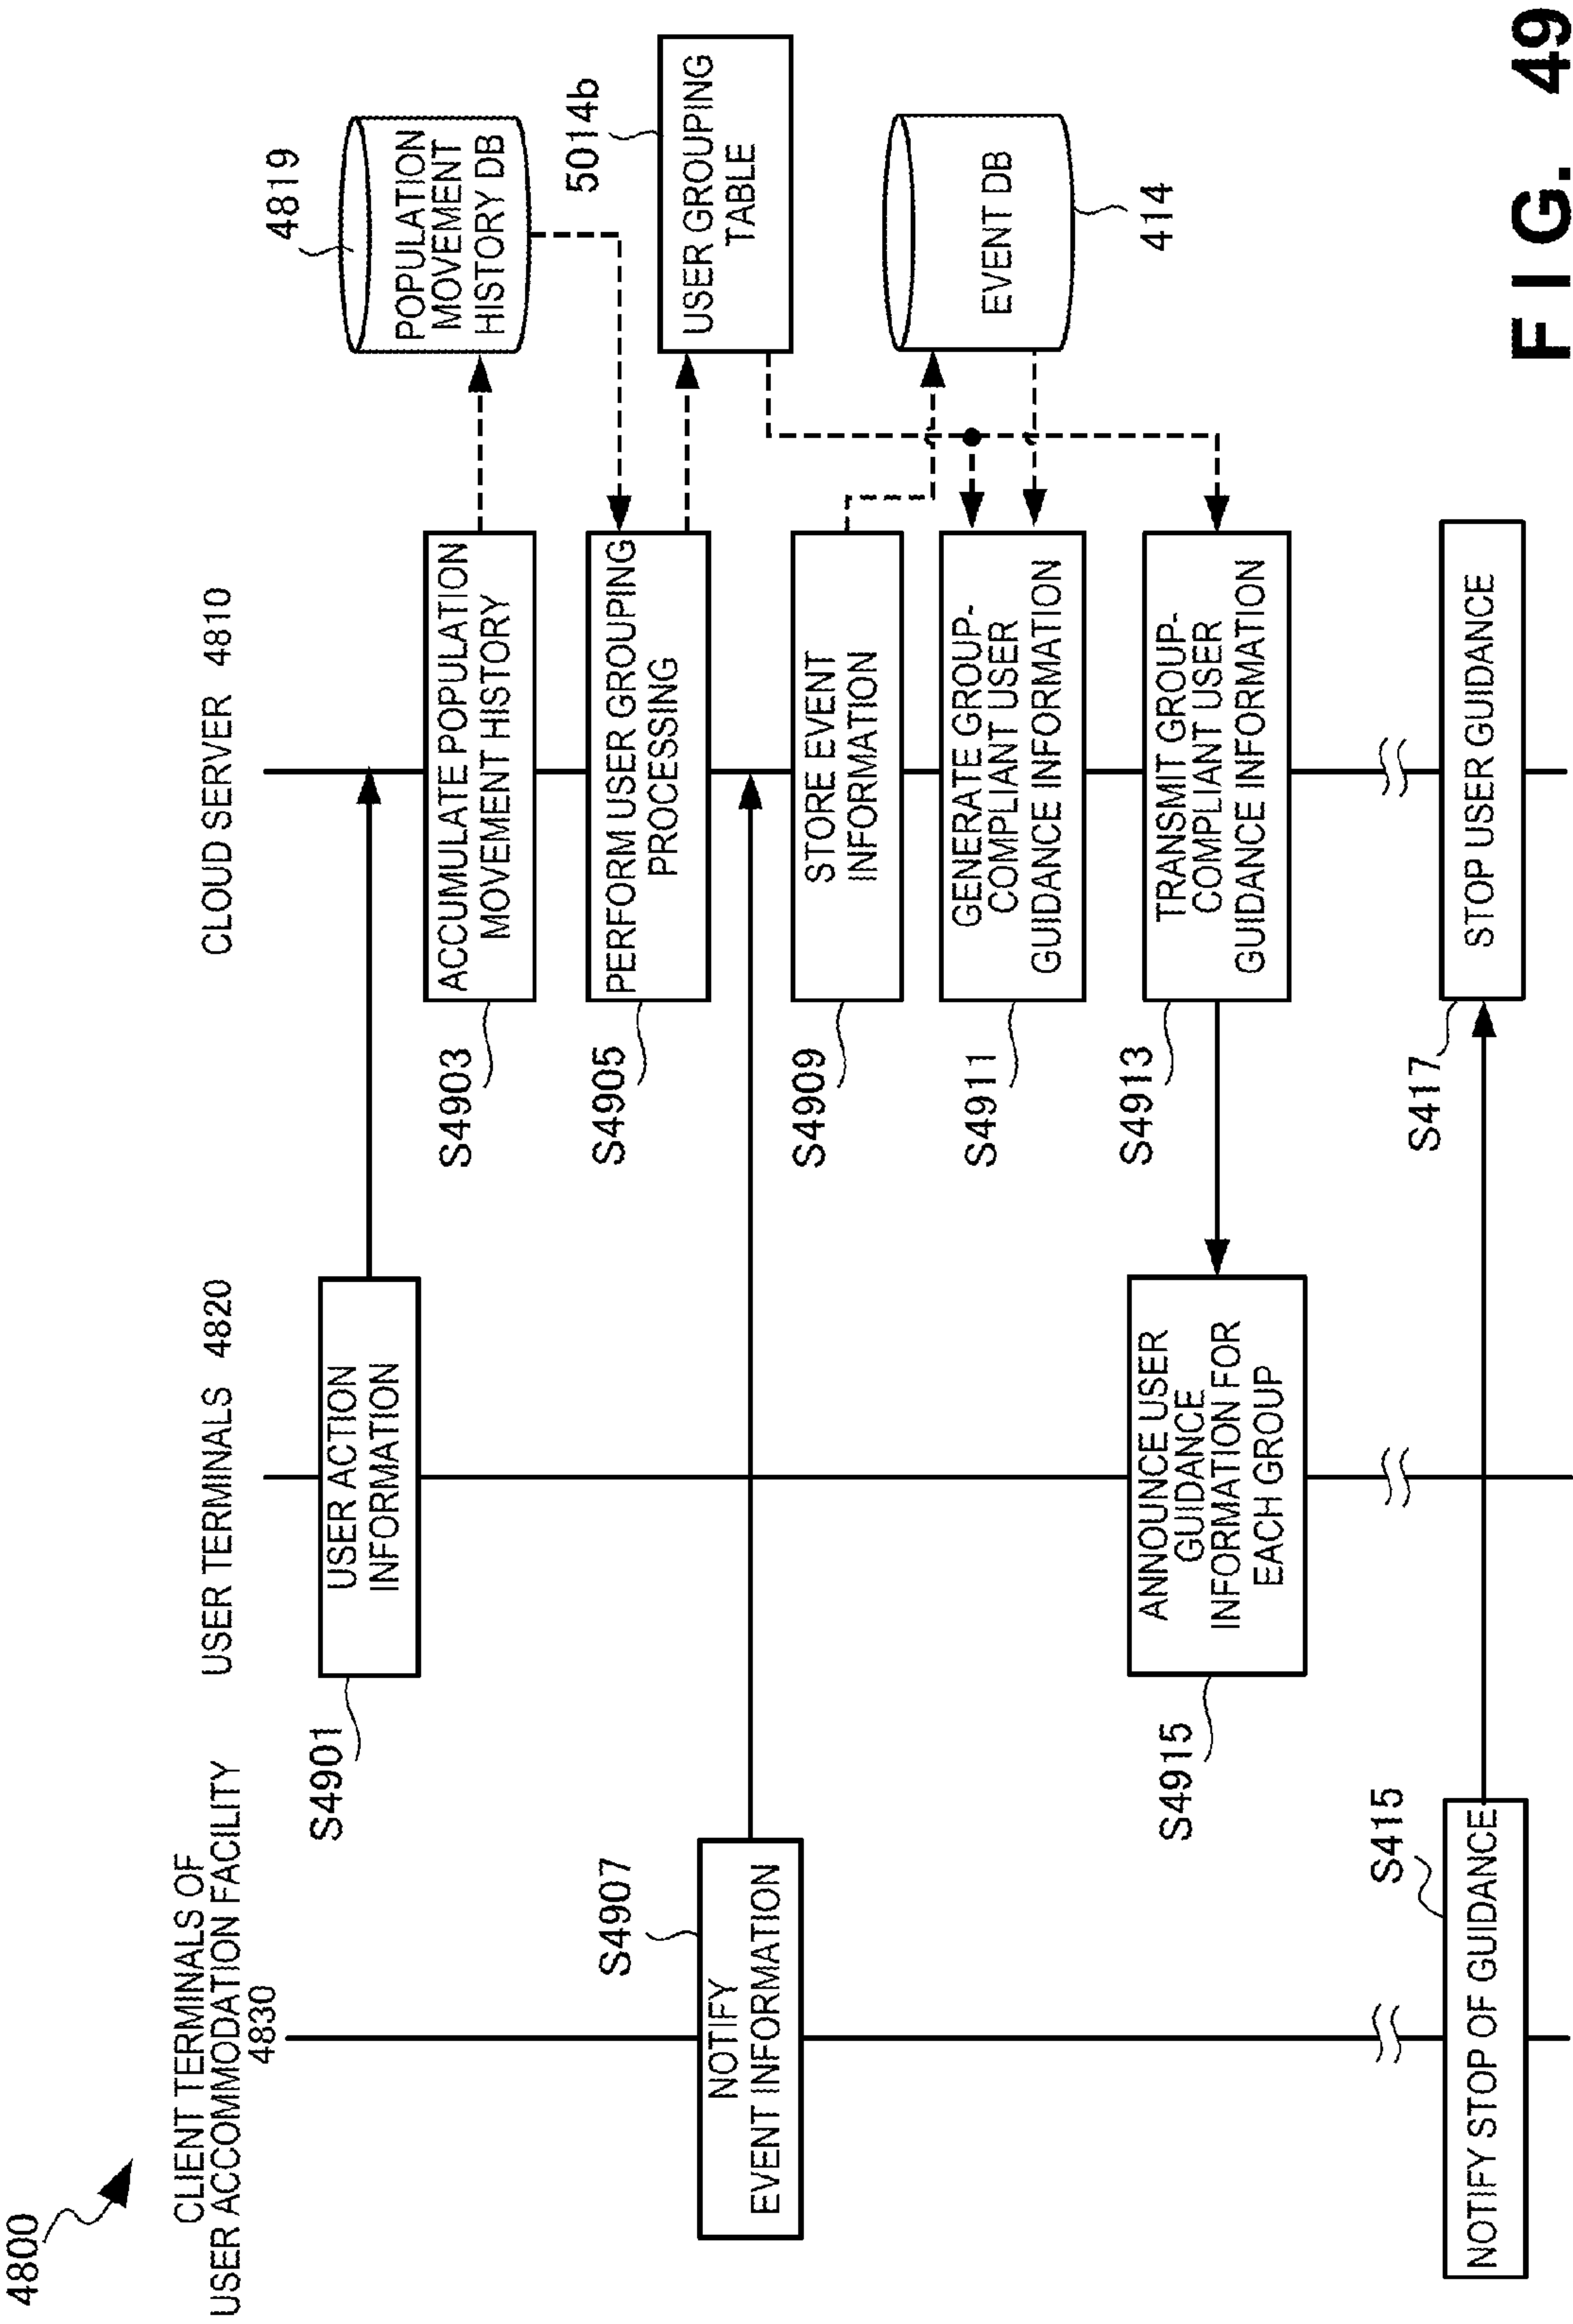 4800
CLIENT TERMINALS OF
USER ACCOMMODATION FACILITY
4830
USER TERMINALS 4820
CLOUD SERVER 4810
S4901
USER ACTION
INFORMATION
S4903
ACCUMULATE POPULATION
MOVEMENT HISTORY
4819
POPULATION
MOVEMENT
HISTORY DB
S4905
PERFORM USER GROUPING
PROCESSING
5014b
USER GROUPING
TABLE
S4907
NOTIFY
EVENT INFORMATION
S4909
STORE EVENT
INFORMATION
EVENT DB
414
S4911
GENERATE GROUP-
COMPLIANT USER
GUIDANCE INFORMATION
S4913
TRANSMIT GROUP-
COMPLIANT USER
GUIDANCE INFORMATION
S4915
ANNOUNCE USER
GUIDANCE
INFORMATION FOR
EACH GROUP
S415
NOTIFY STOP OF GUIDANCE
S417
STOP USER GUIDANCE
FIG. 49